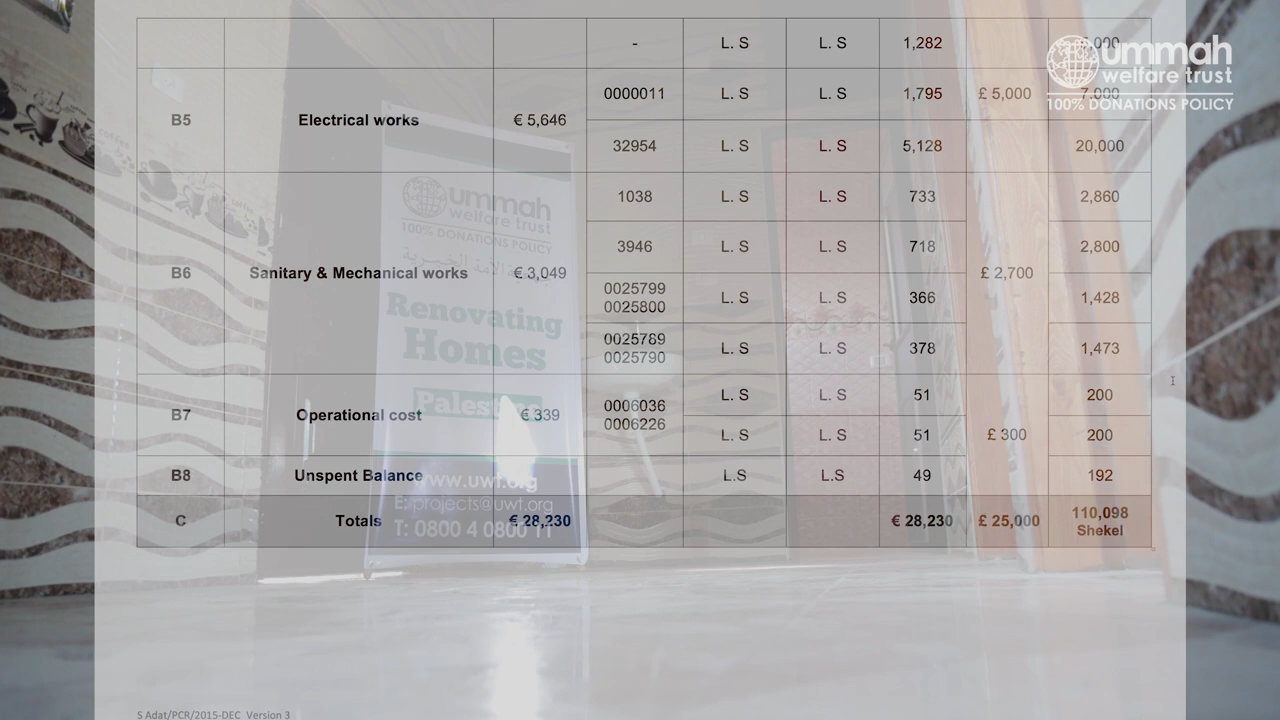 - L. S L. S 1,282
0000011 L. S L. S 1,795 £ 5,000 7,000
B5 Electrical works € 5,646
32954 L. S L. S 5,128 20,000
1038 L. S L. S 733 2,860
3946 L. S L. S 718 2,800
B6 Sanitary & Mechanical works € 3,049 £ 2,700
0025799
0025800 L. S L. S 366 1,428
0025789
0025790 L. S L. S 378 1,473
L. S L. S 51 200
B7 Operational cost € 339 0006036
0006226
L. S L. S 51 £ 300 200
B8 Unspent Balance L.S L.S 49 192
C Totals € 28,230 € 28,230 £ 25,000 110,098
Shekel
S Adat/PCR/2015-DEC Version 3
ummah
welfare trust
100% DONATIONS POLICY
ummah
welfare trust
100% DONATIONS POLICY
Renovating
Homes
www.uwt.org
E: projects@uwt.org
T: 0800 4 0800 11